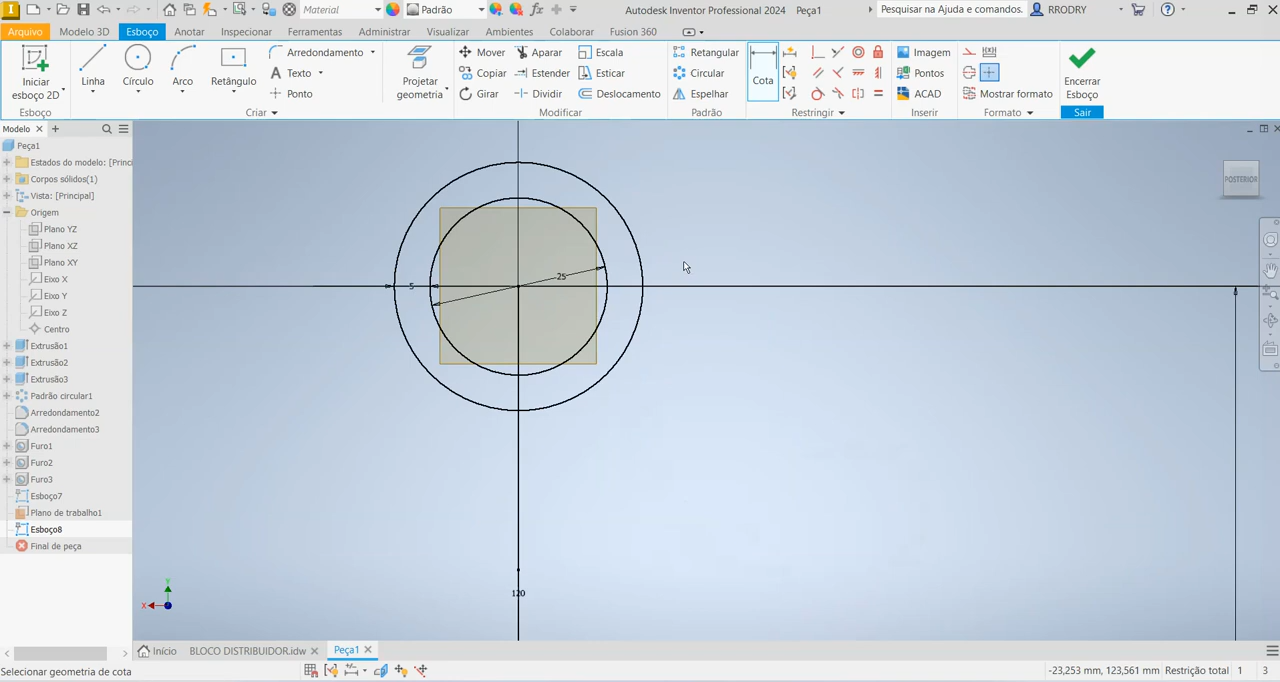 Material
Padrão
Autodesk Inventor Professional 2024 Peça1
Pesquisar na Ajuda e comandos.
RRODRY
Arquivo Modelo 3D Esboço Anotar Inspecionar Ferramentas Administrar Visualizar Ambientes Colaborar Fusion 360
Iniciar esboço 2D
Linha
Círculo
Arco
Retângulo
Arredondamento
Texto
Ponto
Projetar geometria
Mover
Copiar
Girar
Aparar
Estender
Dividir
Escala
Esticar
Deslocamento
Retangular
Circular
Espelhar
Cota
Imagem
Pontos
ACAD
Mostrar formato
Encerrar Esboço
Esboço
Criar
Modificar
Padrão
Restringir
Inserir
Formato
Sair
Modelo
Peça1
Estados do modelo: [Princ
Corpos sólidos(1)
Vista: [Principal]
Origem
Plano YZ
Plano XZ
Plano XY
Eixo X
Eixo Y
Eixo Z
Centro
Extrusão1
Extrusão2
Extrusão3
Padrão circular1
Arredondamento2
Arredondamento3
Furo1
Furo2
Furo3
Esboço7
Plano de trabalho1
Esboço8
Final de peça
POSTERIOR
25
5
120
Y
X
Início
BLOCO DISTRIBUIDOR.idw
Peça1
Selecionar geometria de cota
-23,253 mm, 123,561 mm Restrição total 1 3